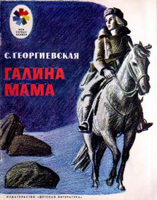 С. ГЕОРГИЕВСКАЯ
ГАЛИНА
МАМА
ИЗДАТЕЛЬСТВО «ДЕТСКАЯ ЛИТЕРАТУРА»